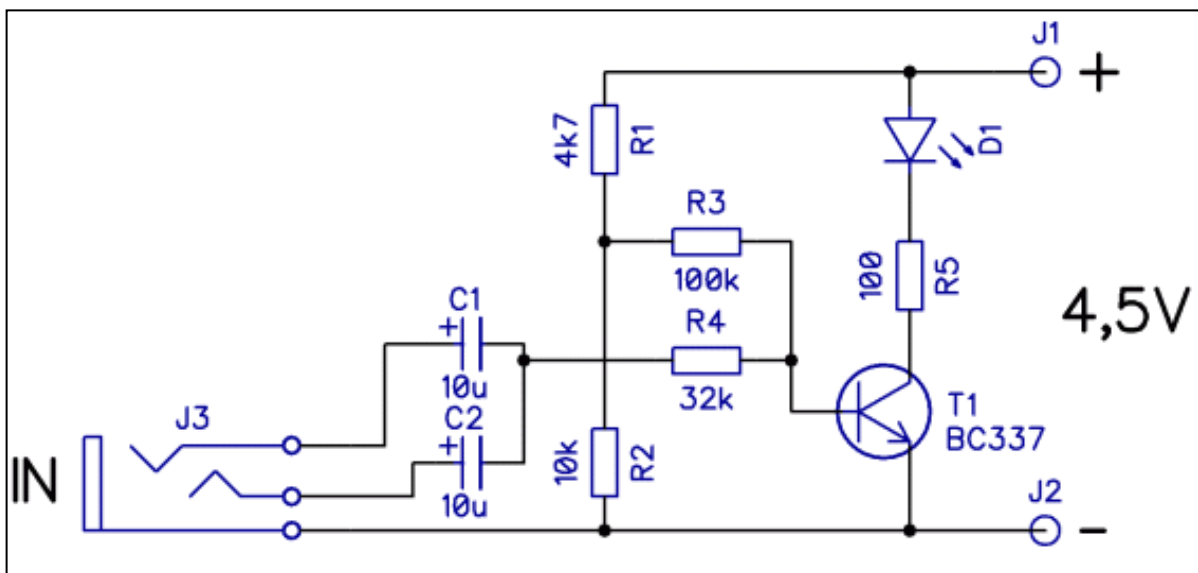 J1
+
4k7
R1
D1
R3
100k
100
R5
4,5V
C1
+
10u
R4
32k
J3
C2
+
10u
T1
BC337
IN
10k
R2
J2
-